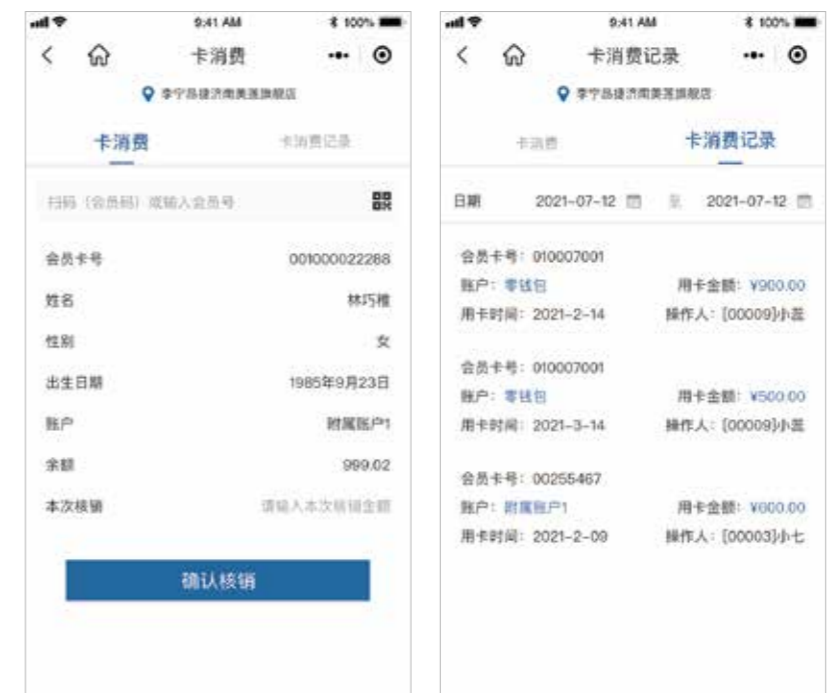 9:41 AM
100%
卡消费
李宁昌捷济南美莲旗舰店
卡消费
卡消费记录
扫码（会员码）或输入会员号
会员卡号
001000022288
姓名
林巧稚
性别
女
出生日期
1985年9月23日
账户
附属账户1
余额
999.02
本次核销
请输入本次核销金额
确认核销
9:41 AM
100%
卡消费记录
李宁昌捷济南美莲旗舰店
卡消费
卡消费记录
日期
2021-07-12
至
2021-07-12
会员卡号：010007001
账户：零钱包
用卡金额：¥900.00
用卡时间：2021-2-14
操作人：[00009]小蕊
会员卡号：010007001
账户：零钱包
用卡金额：¥500.00
用卡时间：2021-3-14
操作人：[00009]小蕊
会员卡号：00255467
账户：附属账户1
用卡金额：¥600.00
用卡时间：2021-2-09
操作人：[00003]小七